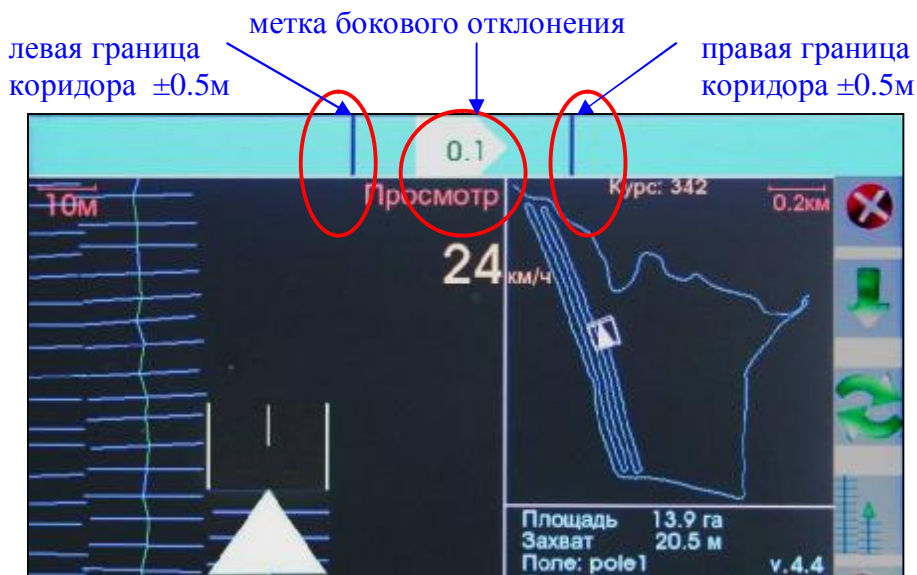 метка бокового отклонения
левая граница
коридора ±0.5м
правая граница
коридора ±0.5м
0.1
10м
Просмотр
24 км/ч
Курс: 342
0.2км
Площадь 13.9 га
Захват 20.5 м
Поле: pole1 v.4.4